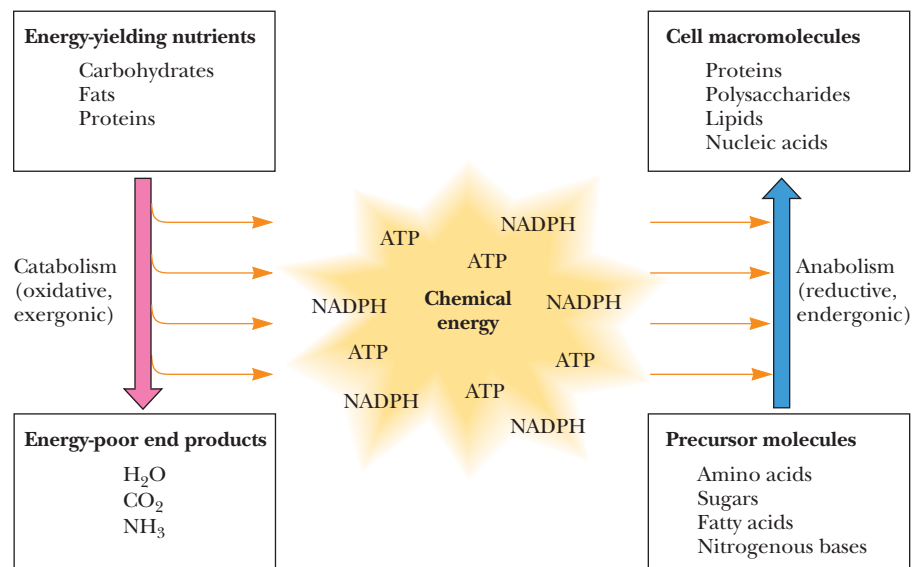 Energy-yielding nutrients
Carbohydrates
Fats
Proteins
Cell macromolecules
Proteins
Polysaccharides
Lipids
Nucleic acids
Catabolism
(oxidative,
exergonic)
ATP
NADPH
ATP
NADPH
Chemical
energy
NADPH
ATP
ATP
NADPH
ATP
NADPH
Anabolism
(reductive,
endergonic)
Energy-poor end products
H₂O
CO₂
NH₃
Precursor molecules
Amino acids
Sugars
Fatty acids
Nitrogenous bases